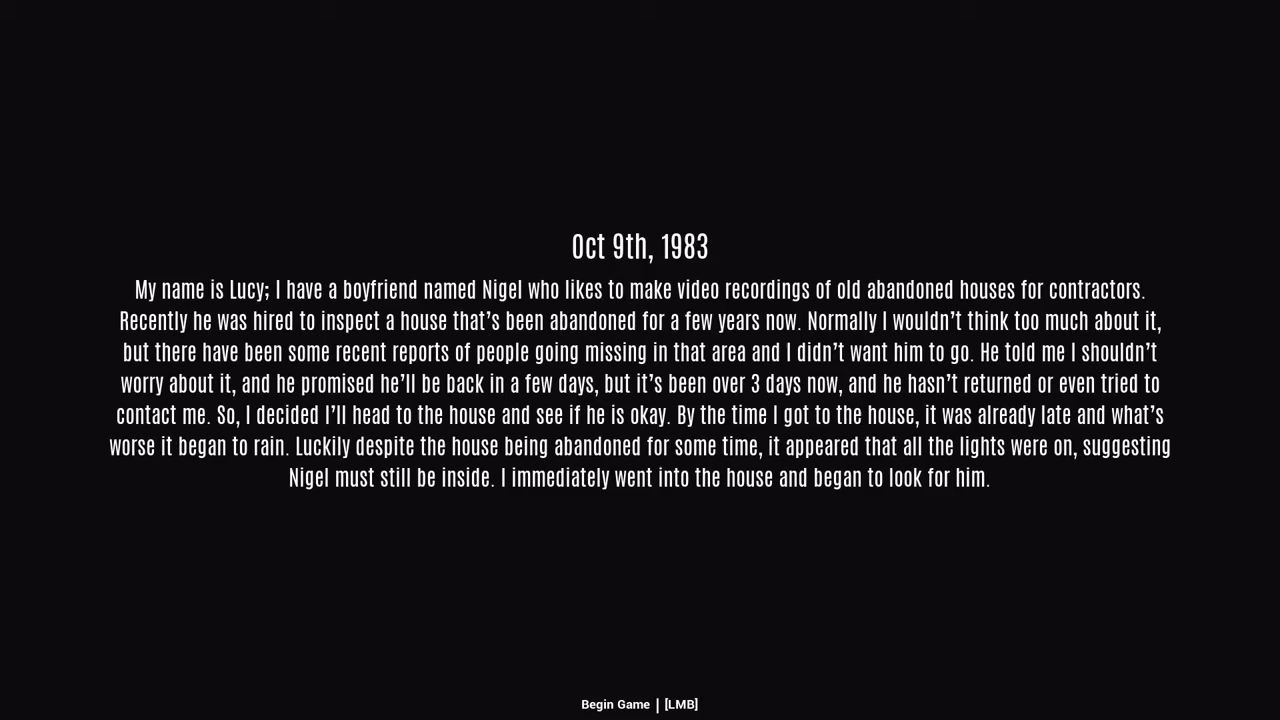 Oct 9th, 1983
My name is Lucy; I have a boyfriend named Nigel who likes to make video recordings of old abandoned houses for contractors.
Recently he was hired to inspect a house that’s been abandoned for a few years now. Normally I wouldn’t think too much about it,
but there have been some recent reports of people going missing in that area and I didn’t want him to go. He told me I shouldn’t
worry about it, and he promised he’ll be back in a few days, but it’s been over 3 days now, and he hasn’t returned or even tried to
contact me. So, I decided I’ll head to the house and see if he is okay. By the time I got to the house, it was already late and what’s
worse it began to rain. Luckily despite the house being abandoned for some time, it appeared that all the lights were on, suggesting
Nigel must still be inside. I immediately went into the house and began to look for him.
Begin Game | [LMB]